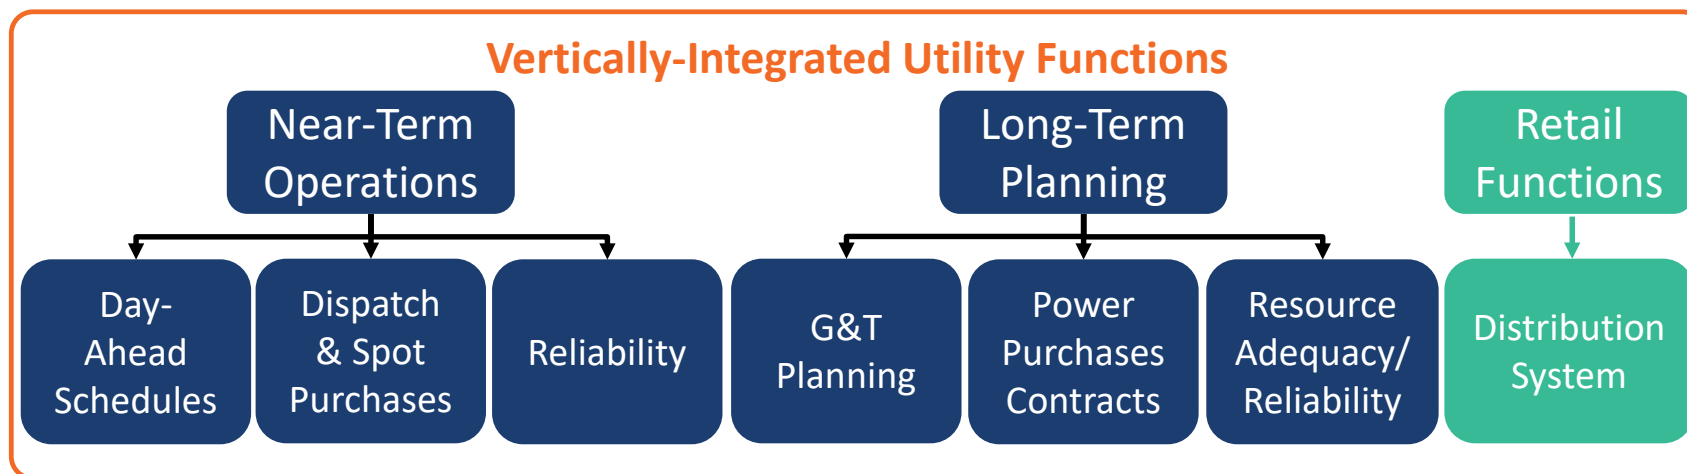 Vertically-Integrated Utility Functions
Near-Term
Operations
Long-Term
Planning
Retail
Functions
Day-
Ahead
Schedules
Dispatch
& Spot
Purchases
Reliability
G&T
Planning
Power
Purchases
Contracts
Resource
Adequacy/
Reliability
Distribution
System